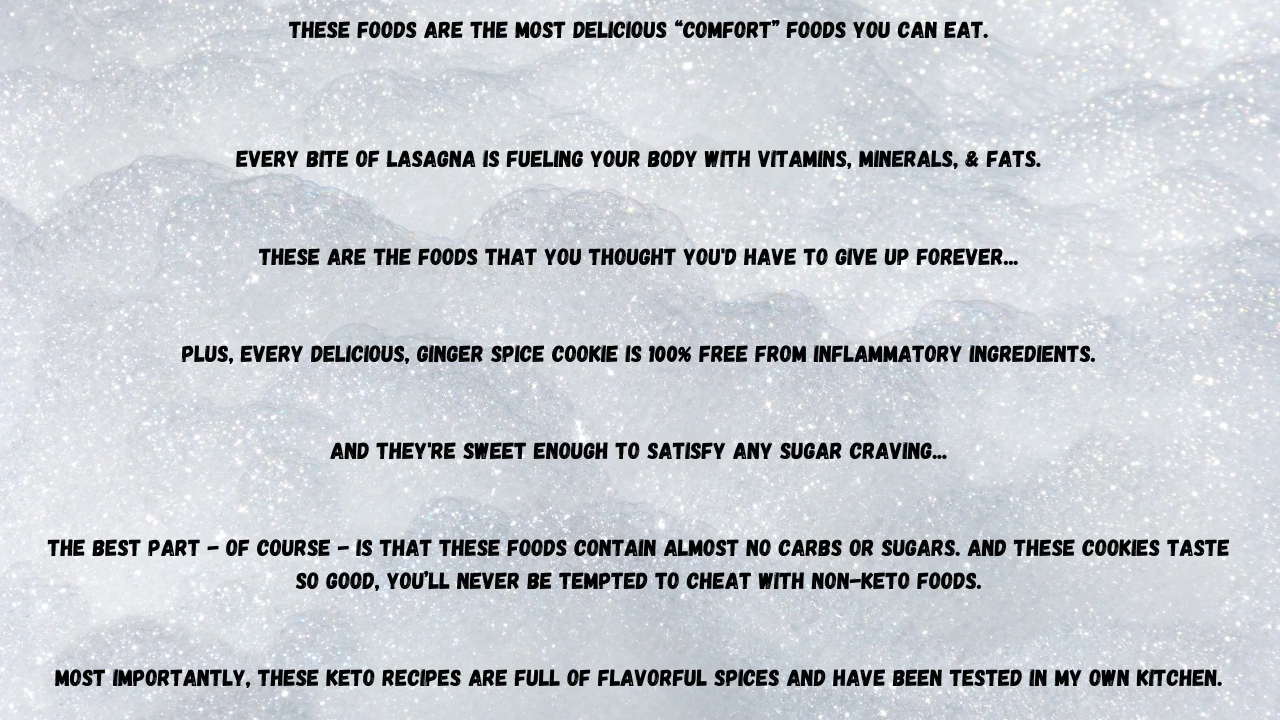 THESE FOODS ARE THE MOST DELICIOUS “COMFORT” FOODS YOU CAN EAT.
EVERY BITE OF LASAGNA IS FUELING YOUR BODY WITH VITAMINS, MINERALS, & FATS.
THESE ARE THE FOODS THAT YOU THOUGHT YOU'D HAVE TO GIVE UP FOREVER...
PLUS, EVERY DELICIOUS, GINGER SPICE COOKIE IS 100% FREE FROM INFLAMMATORY INGREDIENTS.
AND THEY'RE SWEET ENOUGH TO SATISFY ANY SUGAR CRAVING...
THE BEST PART – OF COURSE – IS THAT THESE FOODS CONTAIN ALMOST NO CARBS OR SUGARS. AND THESE COOKIES TASTE
SO GOOD, YOU’LL NEVER BE TEMPTED TO CHEAT WITH NON-KETO FOODS.
MOST IMPORTANTLY, THESE KETO RECIPES ARE FULL OF FLAVORFUL SPICES AND HAVE BEEN TESTED IN MY OWN KITCHEN.